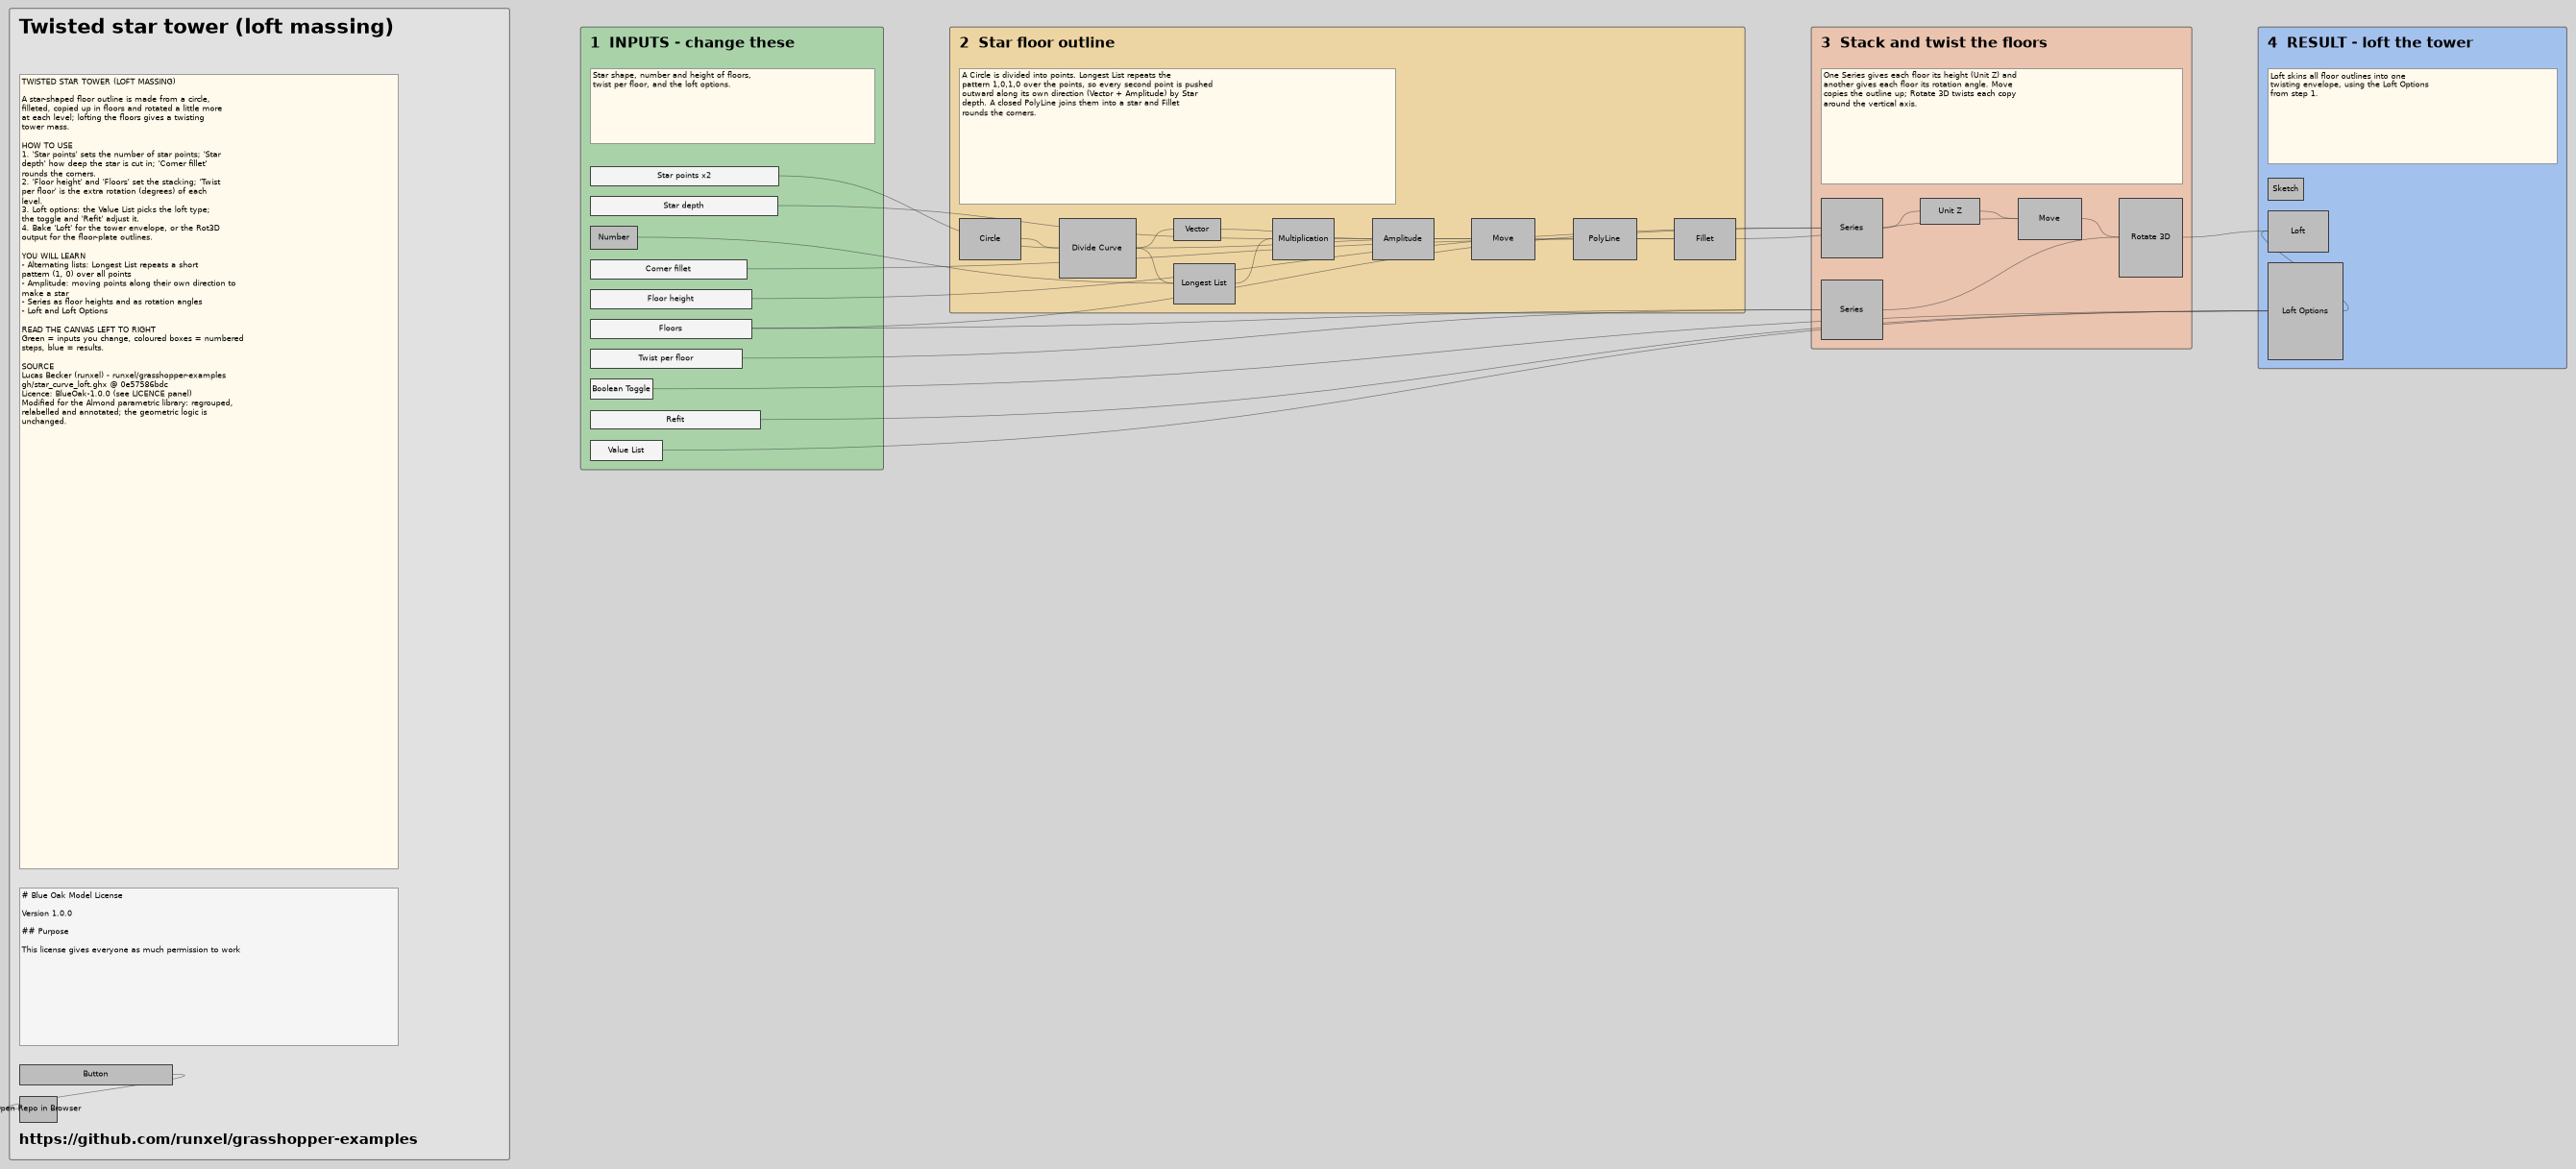 Twisted star tower (loft massing)
TWISTED STAR TOWER (LOFT MASSING)
A star-shaped floor outline is made from a circle,
filleted, copied up in floors and rotated a little more
at each level; lofting the floors gives a twisting
tower mass.
HOW TO USE
1. 'Star points' sets the number of star points; 'Star
depth' how deep the star is cut in; 'Corner fillet'
rounds the corners.
2. 'Floor height' and 'Floors' set the stacking; 'Twist
per floor' is the extra rotation (degrees) of each
level.
3. Loft options: the Value List picks the loft type;
the toggle and 'Refit' adjust it.
4. Bake 'Loft' for the tower envelope, or the Rot3D
output for the floor-plate outlines.
YOU WILL LEARN
- Alternating lists: Longest List repeats a short
pattern (1, 0) over all points
- Amplitude: moving points along their own direction to
make a star
- Series as floor heights and as rotation angles
- Loft and Loft Options
READ THE CANVAS LEFT TO RIGHT
Green = inputs you change, coloured boxes = numbered
steps, blue = results.
SOURCE
Lucas Becker (runxel) - runxel/grasshopper-examples
gh/star_curve_loft.ghx @ 0e57586bdc
Licence: BlueOak-1.0.0 (see LICENCE panel)
Modified for the Almond parametric library: regrouped,
relabelled and annotated; the geometric logic is
unchanged.
# Blue Oak Model License
Version 1.0.0
## Purpose
This license gives everyone as much permission to work
Button
pen Repo in Browser
https://github.com/runxel/grasshopper-examples
1 INPUTS - change these
Star shape, number and height of floors,
twist per floor, and the loft options.
Star points x2
Star depth
Number
Corner fillet
Floor height
Floors
Twist per floor
Boolean Toggle
Refit
Value List
2 Star floor outline
A Circle is divided into points. Longest List repeats the
pattern 1,0,1,0 over the points, so every second point is pushed
outward along its own direction (Vector + Amplitude) by Star
depth. A closed PolyLine joins them into a star and Fillet
rounds the corners.
Circle
Divide Curve
Vector
Longest List
Multiplication
Amplitude
Move
PolyLine
Fillet
3 Stack and twist the floors
One Series gives each floor its height (Unit Z) and
another gives each floor its rotation angle. Move
copies the outline up; Rotate 3D twists each copy
around the vertical axis.
Series
Unit Z
Move
Rotate 3D
Series
4 RESULT - loft the tower
Loft skins all floor outlines into one
twisting envelope, using the Loft Options
from step 1.
Sketch
Loft
Loft Options